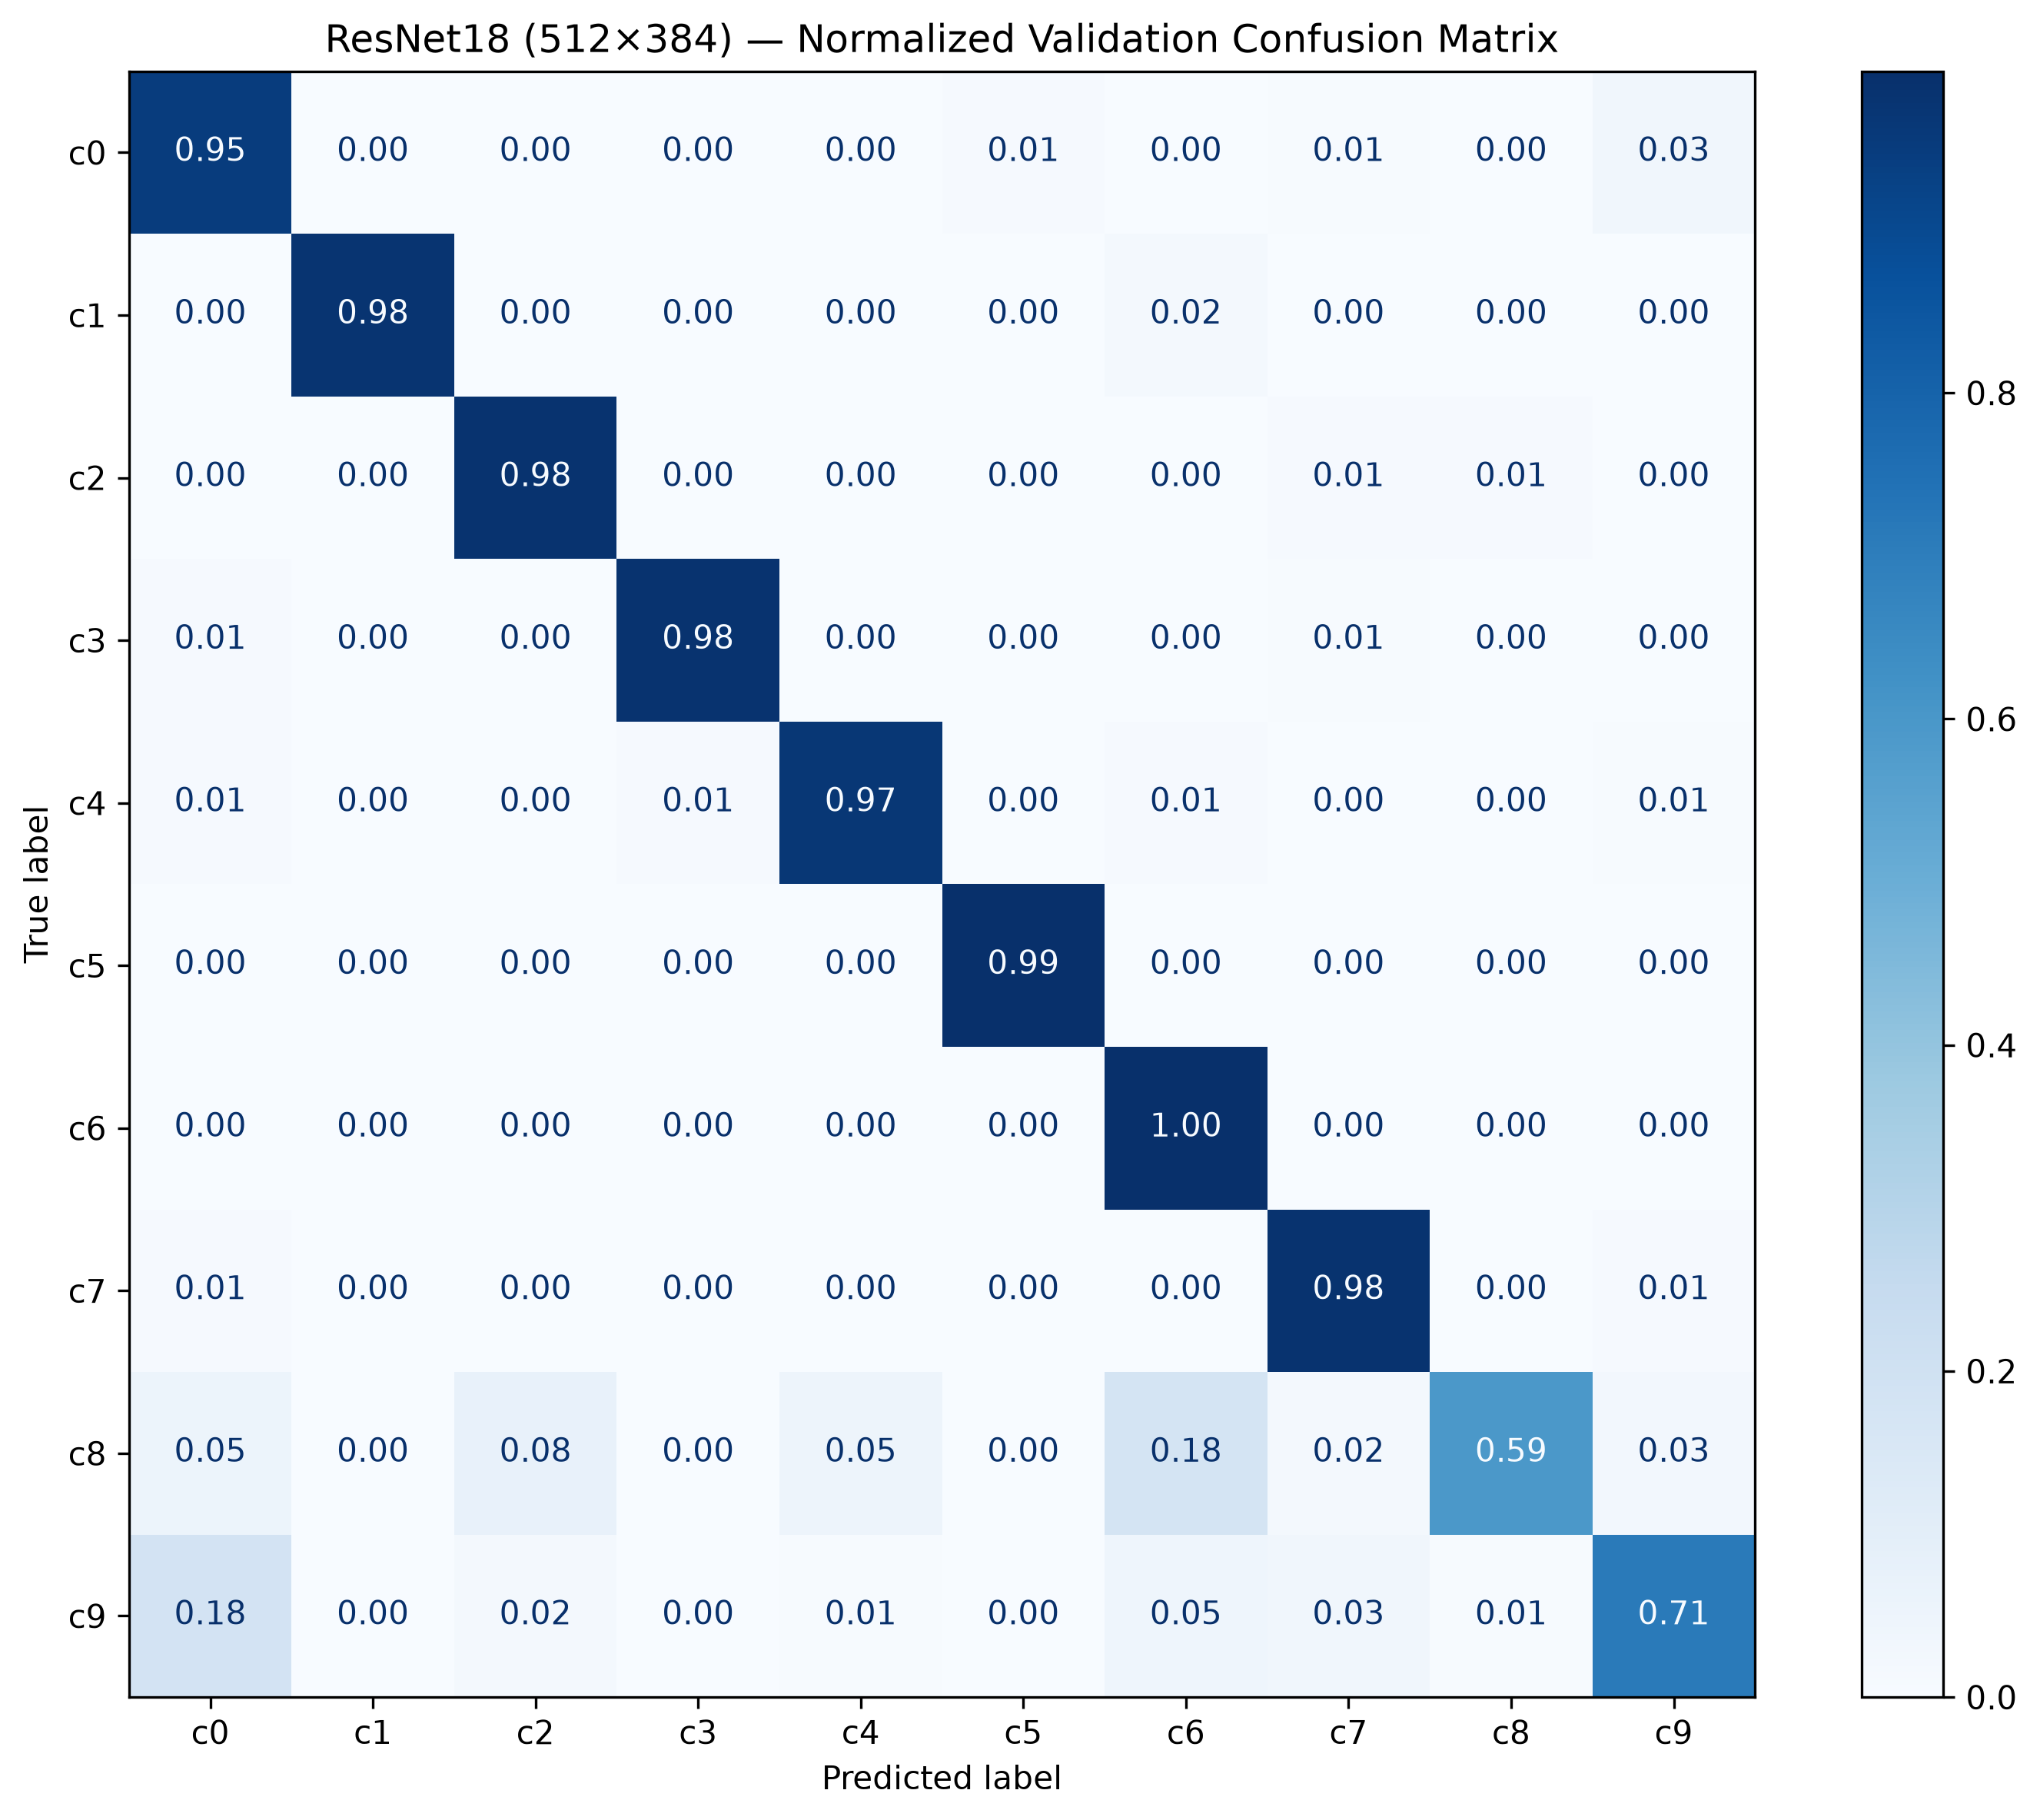 ResNet18 (512×384) — Normalized Validation Confusion Matrix
c0 0.95 0.00 0.00 0.00 0.00 0.01 0.00 0.01 0.00 0.03
c1 0.00 0.98 0.00 0.00 0.00 0.00 0.02 0.00 0.00 0.00
c2 0.00 0.00 0.98 0.00 0.00 0.00 0.00 0.01 0.01 0.00
c3 0.01 0.00 0.00 0.98 0.00 0.00 0.00 0.01 0.00 0.00
c4 0.01 0.00 0.00 0.01 0.97 0.00 0.01 0.00 0.00 0.01
c5 0.00 0.00 0.00 0.00 0.00 0.99 0.00 0.00 0.00 0.00
c6 0.00 0.00 0.00 0.00 0.00 0.00 1.00 0.00 0.00 0.00
c7 0.01 0.00 0.00 0.00 0.00 0.00 0.00 0.98 0.00 0.01
c8 0.05 0.00 0.08 0.00 0.05 0.00 0.18 0.02 0.59 0.03
c9 0.18 0.00 0.02 0.00 0.01 0.00 0.05 0.03 0.01 0.71
c0 c1 c2 c3 c4 c5 c6 c7 c8 c9
Predicted label
True label
0.8
0.6
0.4
0.2
0.0